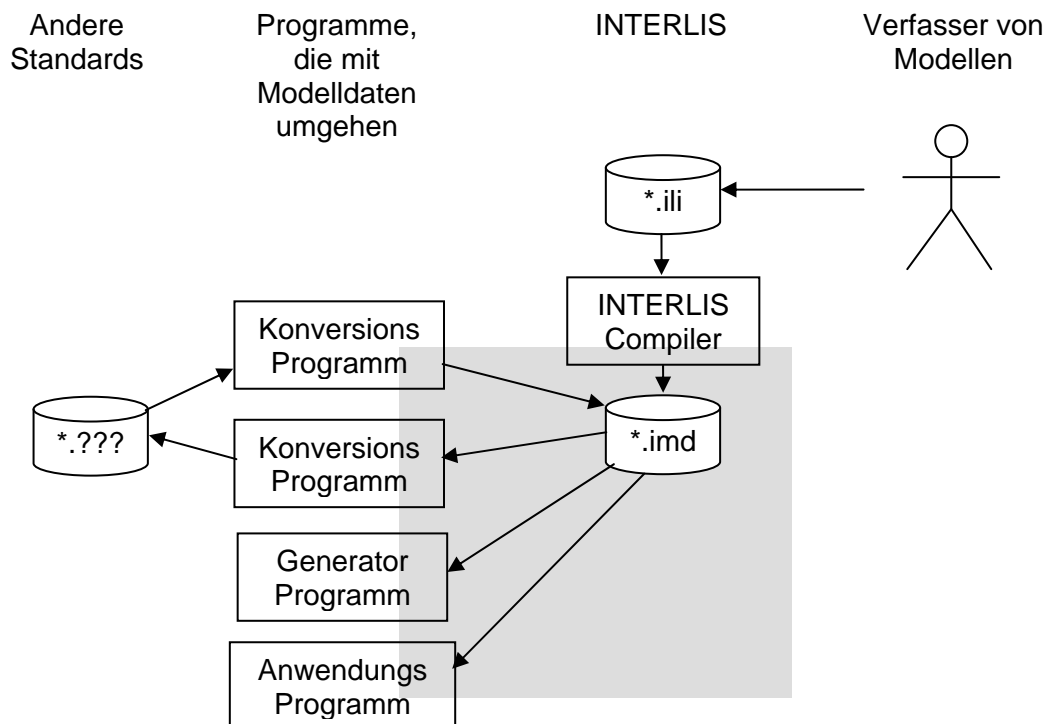 Andere
Standards
Programme,
die mit
Modelldaten
umgehen
INTERLIS
Verfasser von
Modellen
*.ili
INTERLIS
Compiler
Konversions
Programm
*.???
Konversions
Programm
*.imd
Generator
Programm
Anwendungs
Programm